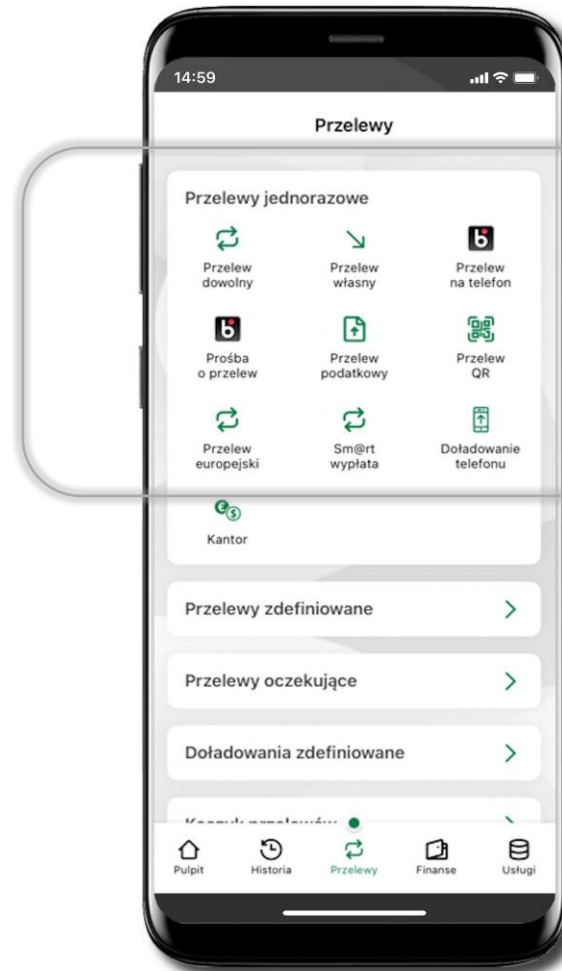 14:59
Przelewy
Przelewy jednorazowe
Przelew
dowolny
Przelew
własny
Przelew
na telefon
Prośba
o przelew
Przelew
podatkowy
Przelew
QR
Przelew
europejski
Sm@rt
wypłata
Doładowanie
telefonu
Kantor
Przelewy zdefiniowane
Przelewy oczekujące
Doładowania zdefiniowane
Pulpit
Historia
Przelewy
Finanse
Usługi